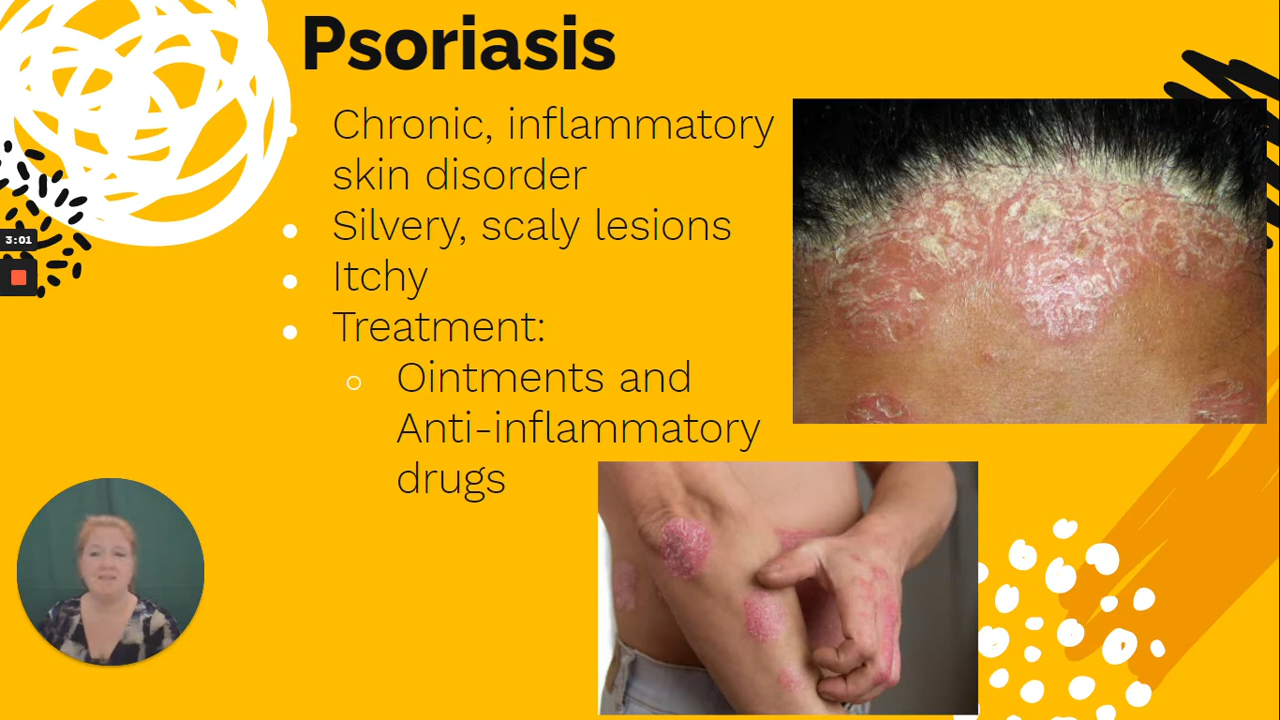 Psoriasis
Chronic, inflammatory
skin disorder
Silvery, scaly lesions
Itchy
Treatment:
Ointments and
Anti-inflammatory
drugs
3:01